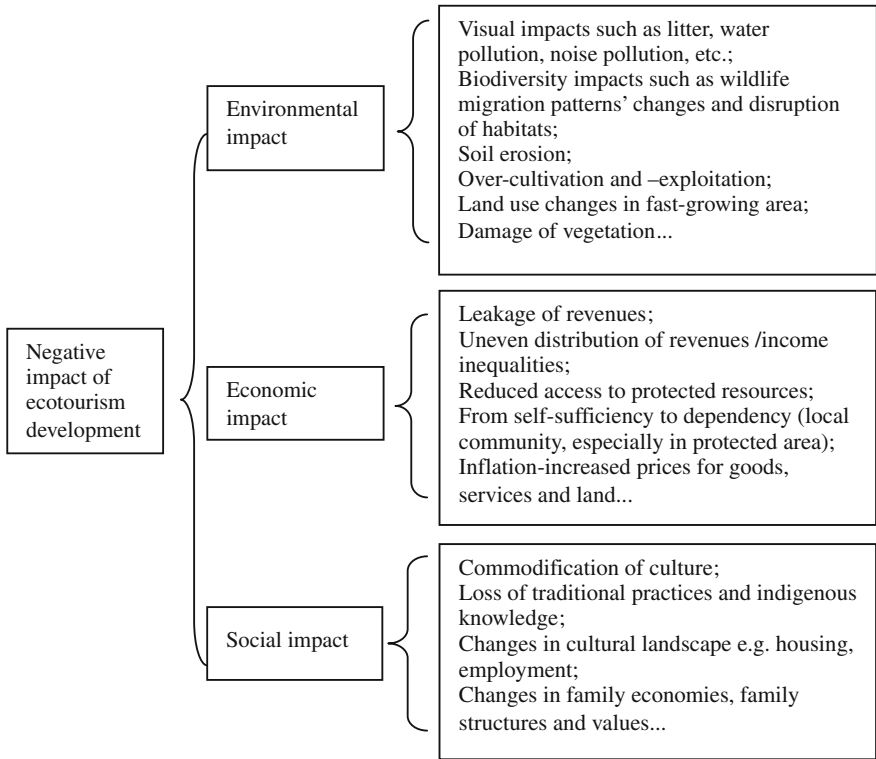 Negative
impact of
ecotourism
development
Environmental
impact
Visual impacts such as litter, water
pollution, noise pollution, etc.;
Biodiversity impacts such as wildlife
migration patterns’ changes and disruption
of habitats;
Soil erosion;
Over-cultivation and –exploitation;
Land use changes in fast-growing area;
Damage of vegetation...
Economic
impact
Leakage of revenues;
Uneven distribution of revenues /income
inequalities;
Reduced access to protected resources;
From self-sufficiency to dependency (local
community, especially in protected area);
Inflation-increased prices for goods,
services and land...
Social impact
Commodification of culture;
Loss of traditional practices and indigenous
knowledge;
Changes in cultural landscape e.g. housing,
employment;
Changes in family economies, family
structures and values...